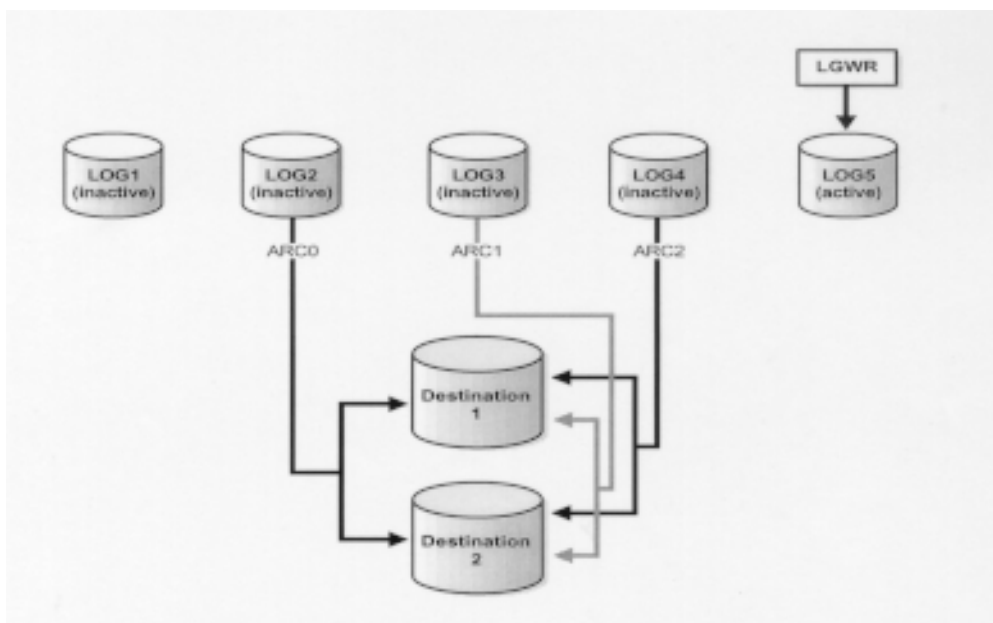 LGWR
LOG1
(inactive)
LOG2
(inactive)
LOG3
(inactive)
LOG4
(inactive)
LOG5
(active)
ARC0
ARC1
ARC2
Destination
1
Destination
2